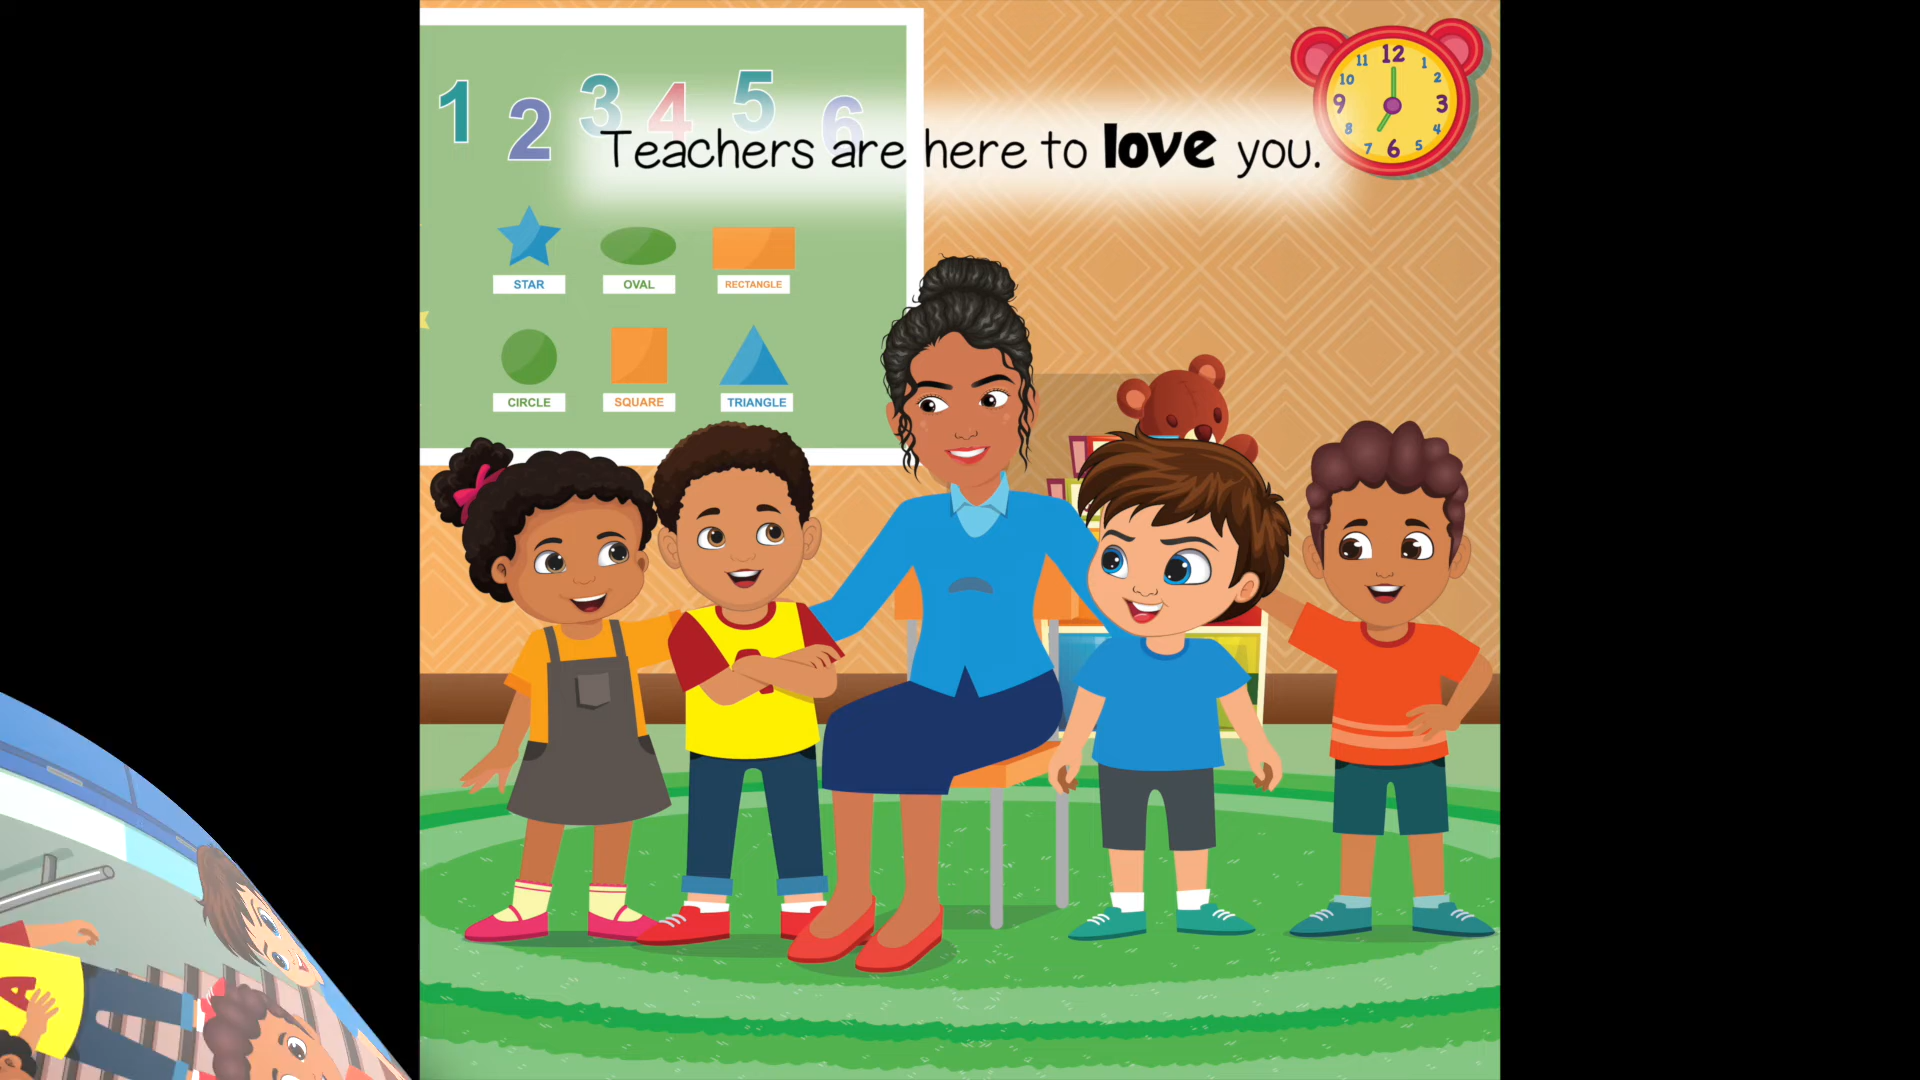 12
11 1
10 2
9 3
8 4
7 6 5
1 2 3 4 5 6
Teachers are here to love you.
STAR OVAL RECTANGLE
CIRCLE SQUARE TRIANGLE
A